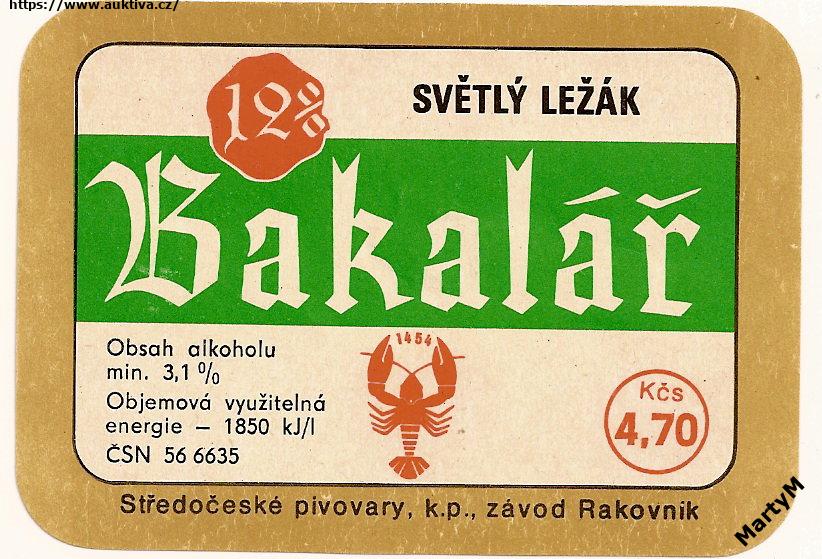 https://www.auktiva.cz/
12%
SVĚTLÝ LEŽÁK
Bakalář
Obsah alkoholu
min. 3,1 %
Objemová využitelná
energie – 1850 kJ/l
ČSN 56 6635
1454
Kčs
4,70
Středočeské pivovary, k.p., závod Rakovník
MartyM